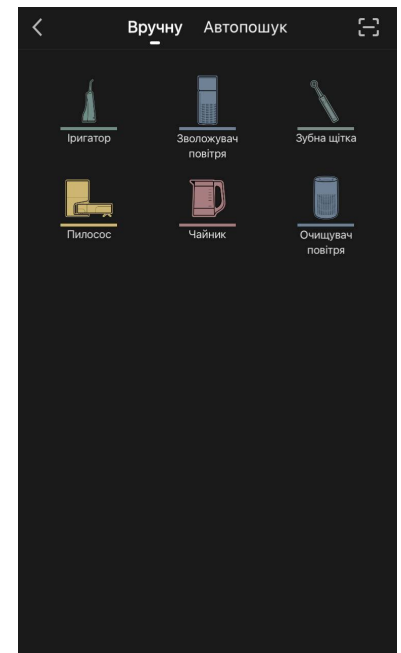 Вручну Автопошук
Іригатор
Зволожувач
повітря
Зубна щітка
Пилосос
Чайник
Очищувач
повітря